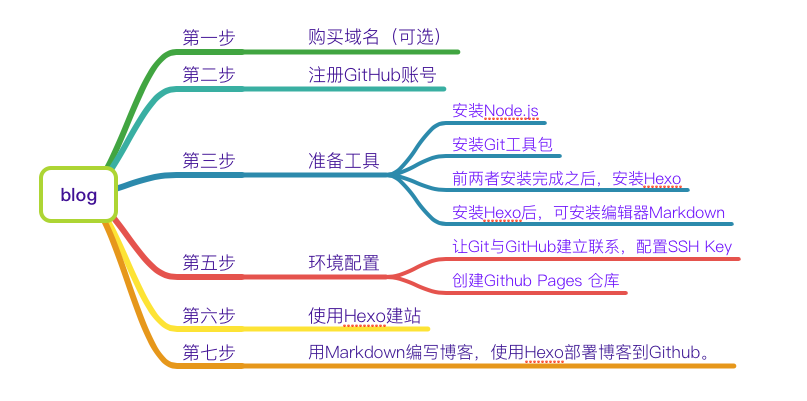 blog
第一步
购买域名（可选）
第二步
注册GitHub账号
第三步
准备工具
安装Node.js
安装Git工具包
前两者安装完成之后，安装Hexo
安装Hexo后，可安装编辑器Markdown
第五步
环境配置
让Git与GitHub建立联系，配置SSH Key
创建Github Pages 仓库
第六步
使用Hexo建站
第七步
用Markdown编写博客，使用Hexo部署博客到Github。